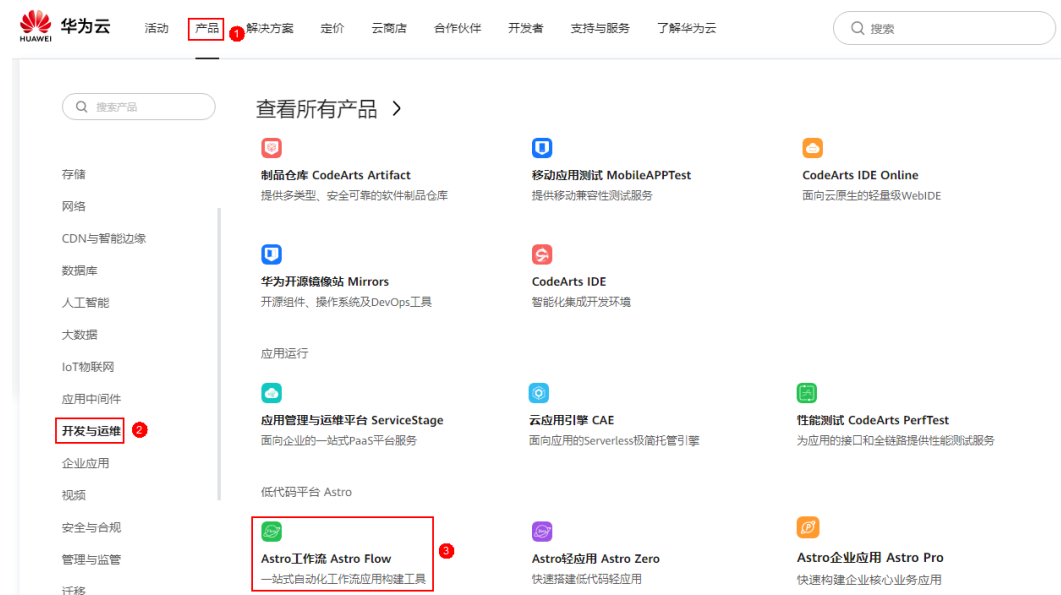 HUAWEI
华为云
活动 产品 1 解决方案 定价 云商店 合作伙伴 开发者 支持与服务 了解华为云
搜索
搜索产品
存储
网络
CDN与智能边缘
数据库
人工智能
大数据
IoT物联网
应用中间件
开发与运维 2
企业应用
视频
安全与合规
管理与监管
迁移
查看所有产品
制品仓库 CodeArts Artifact
提供多类型、安全可靠的软件制品仓库
移动应用测试 MobileAPPTest
提供移动兼容性测试服务
CodeArts IDE Online
面向云原生的轻量级WebIDE
华为开源镜像站 Mirrors
开源组件、操作系统及DevOps工具
CodeArts IDE
智能化集成开发环境
应用运行
应用管理与运维平台 ServiceStage
面向企业的一站式PaaS平台服务
云应用引擎 CAE
面向应用的Serverless极简托管引擎
性能测试 CodeArts PerfTest
为应用的接口和全链路提供性能测试服务
低代码平台 Astro
Astro工作流 Astro Flow
一站式自动化工作流应用构建工具
3
Astro轻应用 Astro Zero
快速搭建低代码轻应用
Astro企业应用 Astro Pro
快速构建企业核心业务应用